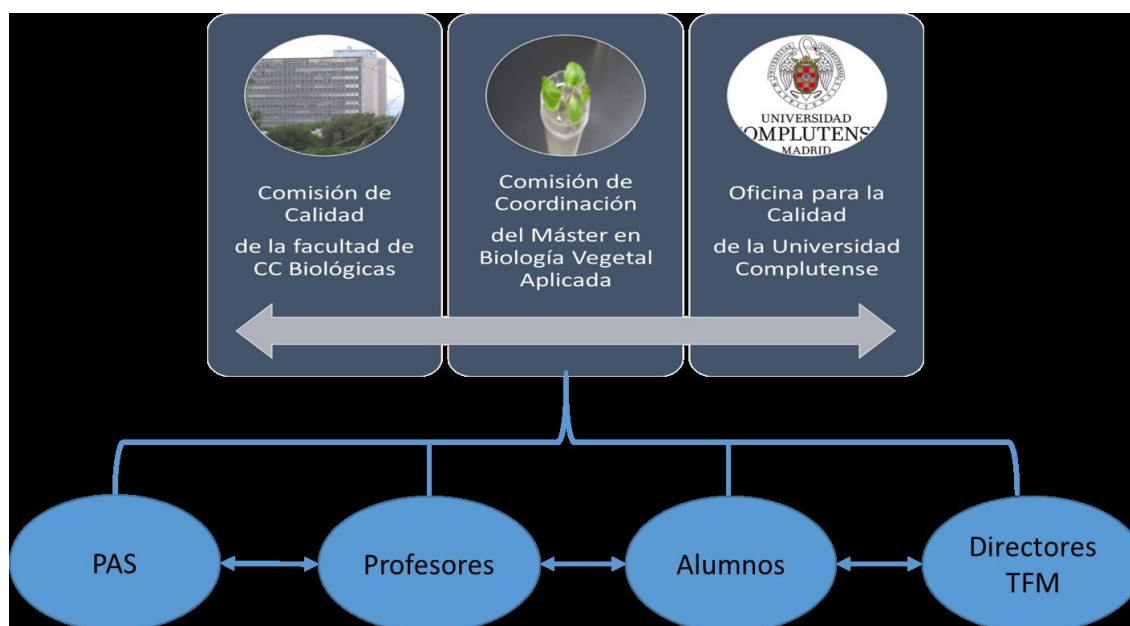 Comisión de
Calidad
de la facultad de
CC Biológicas
Comisión de
Coordinación
del Máster en
Biología Vegetal
Aplicada
UNIVERSIDAD
OMPLUTENS
MADRID
Oficina para la
Calidad
de la Universidad
Complutense
PAS
Profesores
Alumnos
Directores
TFM